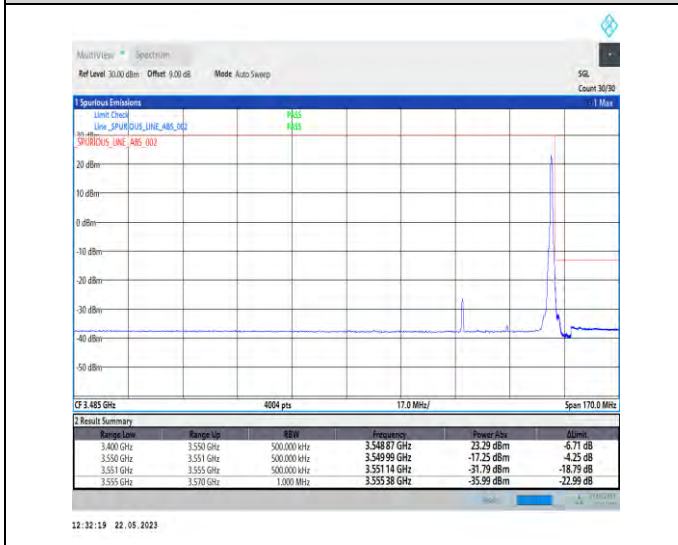 MultiView Spectrum
Ref Level 30.00 dBm Offset 9.00 dB Mode Auto Sweep SGL
Count 30/30
1 Spurious Emissions 1 Max
Limit Check PASS
Line _SPURIOUS_LINE_ABS_002 PASS
30 dBm
_SPURIOUS_LINE_ABS_002
20 dBm
10 dBm
0 dBm
-10 dBm
-20 dBm
-30 dBm
-40 dBm
-50 dBm
CF 3.485 GHz 4004 pts 17.0 MHz/ Span 170.0 MHz
2 Result Summary
Range Low Range Up RBW Frequency Power Abs ΔLimit
3.400 GHz 3.550 GHz 500.000 kHz 3.548 87 GHz 23.29 dBm -6.71 dB
3.550 GHz 3.551 GHz 500.000 kHz 3.549 99 GHz -17.25 dBm -4.25 dB
3.551 GHz 3.555 GHz 500.000 kHz 3.551 14 GHz -31.79 dBm -18.79 dB
3.555 GHz 3.570 GHz 1.000 MHz 3.555 38 GHz -35.99 dBm -22.99 dB
12:32:19 22.05.2023